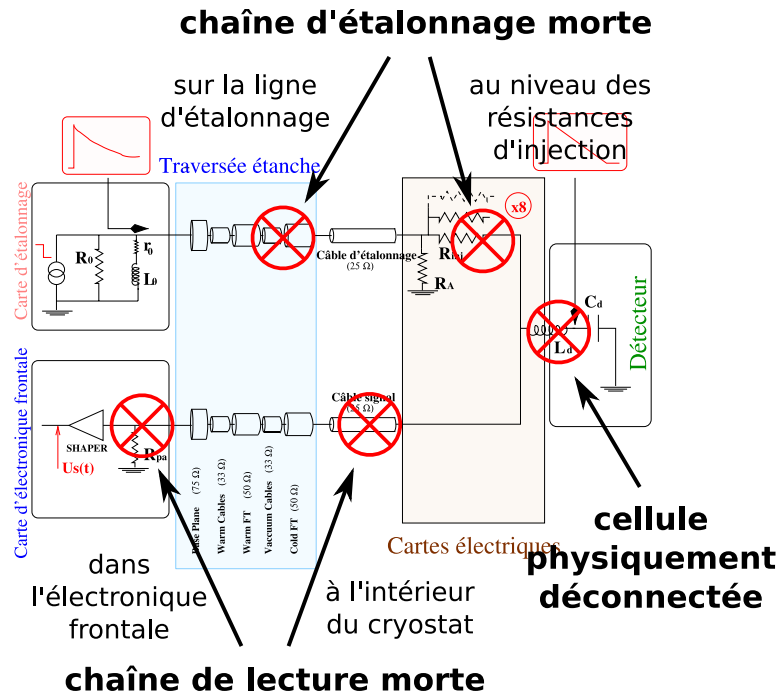 chaîne d'étalonnage morte
sur la ligne
d'étalonnage
au niveau des
résistances
d'injection
Traversée étanche
Carte d'étalonnage
R0
r0
L0
Câble d'étalonnage
(25 Ω)
x8
RA
Cd
Ld
Détecteur
Carte d'électronique frontale
SHAPER
Us(t)
Rpa
Câble signal
(25 Ω)
Base Plane (75 Ω)
Warm Cables (33 Ω)
Warm FT (50 Ω)
Vaccuum Cables (33 Ω)
Cold FT (50 Ω)
Cartes électriques
cellule
physiquement
déconnectée
dans
l'électronique
frontale
à l'intérieur
du cryostat
chaîne de lecture morte